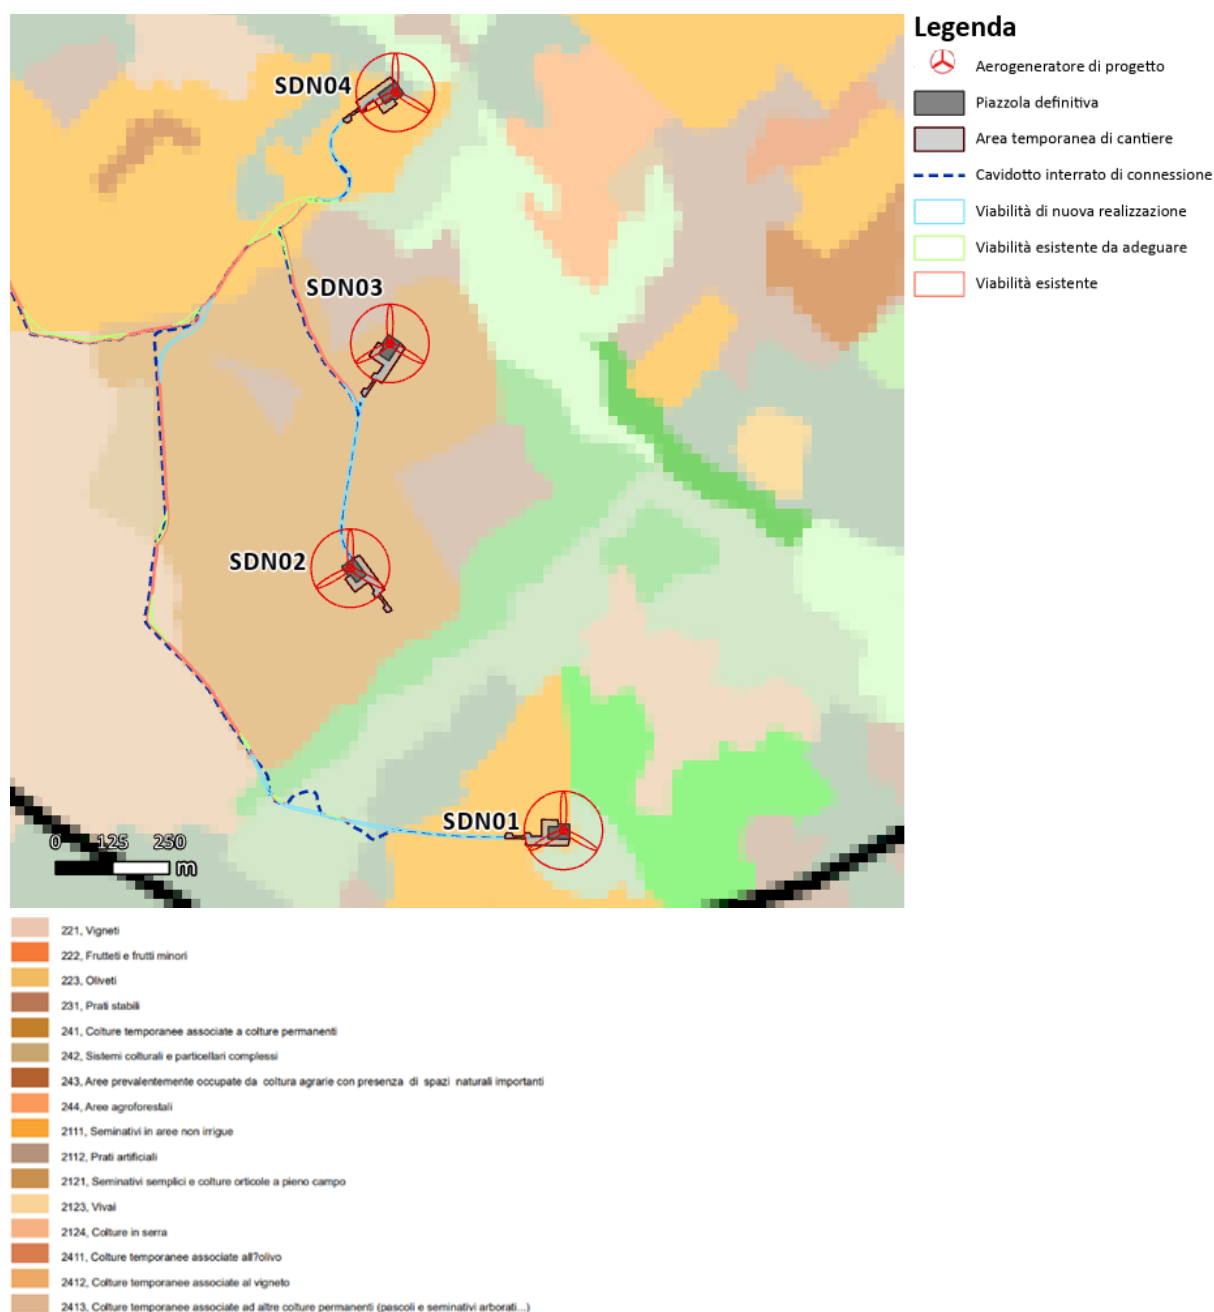 Legenda
Aerogeneratore di progetto
Piazzola definitiva
Area temporanea di cantiere
Cavidotto interrato di connessione
Viabilità di nuova realizzazione
Viabilità esistente da adeguare
Viabilità esistente
SDN04
SDN03
SDN02
SDN01
0 125 250
m
221, Vigneti
222, Frutteti e frutti minori
223, Oliveti
231, Prati stabili
241, Colture temporanee associate a colture permanenti
242, Sistemi colturali e particellari complessi
243, Aree prevalentemente occupate da coltura agrarie con presenza di spazi naturali importanti
244, Aree agroforestali
2111, Seminativi in aree non irrigue
2112, Prati artificiali
2121, Seminativi semplici e colture orticole a pieno campo
2123, Vivai
2124, Colture in serra
2411, Colture temporanee associate all?olivo
2412, Colture temporanee associate al vigneto
2413, Colture temporanee associate ad altre colture permanenti (pascoli e seminativi arborati...)